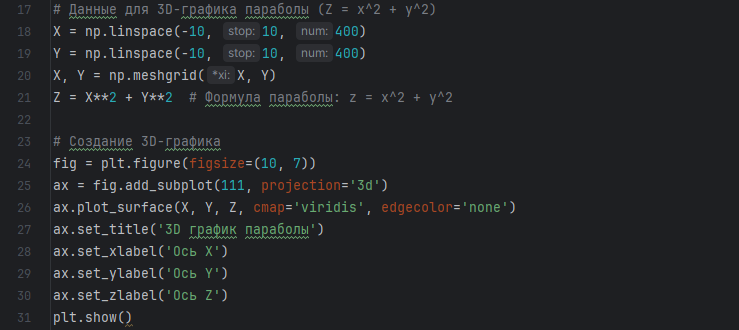 17 # Данные для 3D-графика параболы (Z = x^2 + y^2)
18 X = np.linspace(-10, stop: 10, num: 400)
19 Y = np.linspace(-10, stop: 10, num: 400)
20 X, Y = np.meshgrid( *xi: X, Y)
21 Z = X**2 + Y**2  # Формула параболы: z = x^2 + y^2
22
23 # Создание 3D-графика
24 fig = plt.figure(figsize=(10, 7))
25 ax = fig.add_subplot(111, projection='3d')
26 ax.plot_surface(X, Y, Z, cmap='viridis', edgecolor='none')
27 ax.set_title('3D график параболы')
28 ax.set_xlabel('Ось X')
29 ax.set_ylabel('Ось Y')
30 ax.set_zlabel('Ось Z')
31 plt.show()